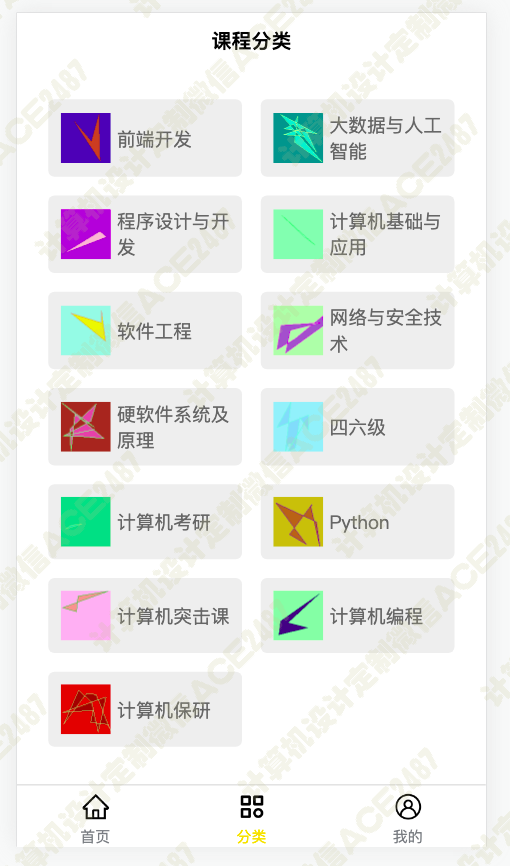 课程分类
前端开发
大数据与人工
智能
程序设计与开
发
计算机基础与
应用
软件工程
网络与安全技
术
硬软件系统及
原理
四六级
计算机考研
Python
计算机突击课
计算机编程
计算机保研
首页
分类
我的
计算机设计定制微信ACE2487